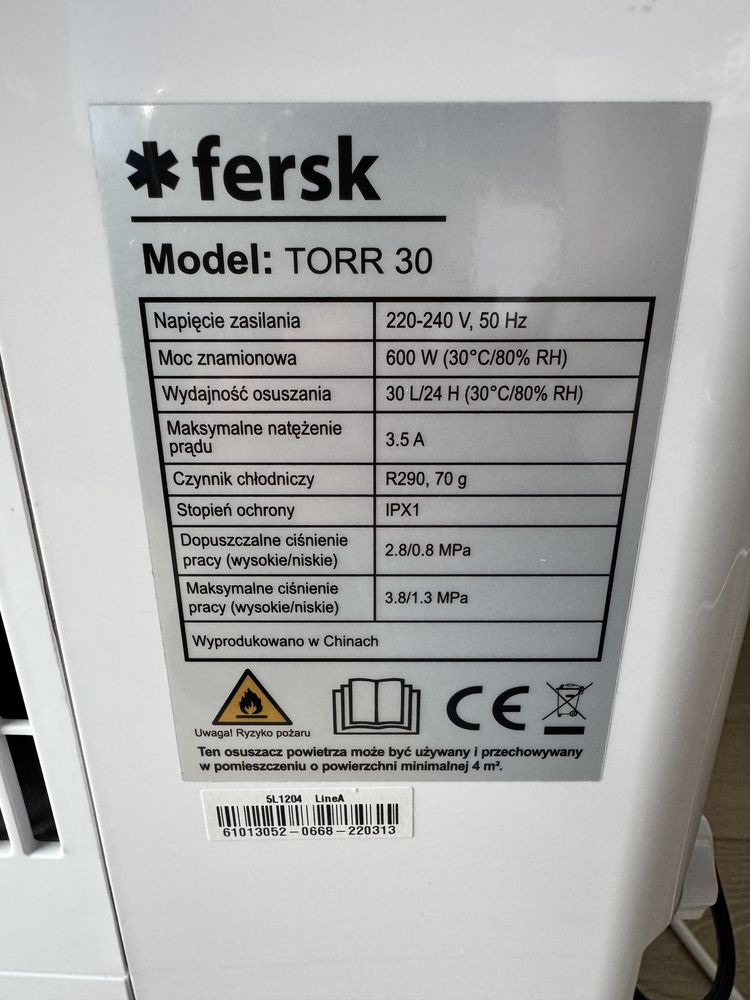 fersk
Model: TORR 30
Napięcie zasilania 220-240 V, 50 Hz
Moc znamionowa 600 W (30°C/80% RH)
Wydajność osuszania 30 L/24 H (30°C/80% RH)
Maksymalne natężenie
prądu 3.5 A
Czynnik chłodniczy R290, 70 g
Stopień ochrony IPX1
Dopuszczalne ciśnienie
pracy (wysokie/niskie) 2.8/0.8 MPa
Maksymalne ciśnienie
pracy (wysokie/niskie) 3.8/1.3 MPa
Wyprodukowano w Chinach
CE
Uwaga! Ryzyko pożaru
Ten osuszacz powietrza może być używany i przechowywany
w pomieszczeniu o powierzchni minimalnej 4 m².
5L1204 LineA
61013052-0668-220313